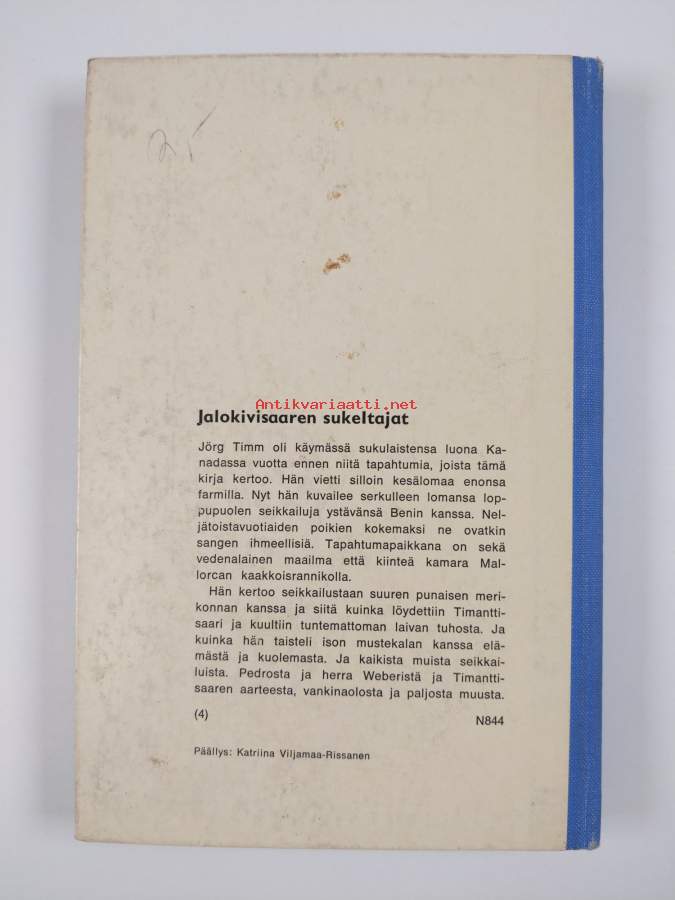 25
Antikvariaatti.net
Jalokivisaaren sukeltajat
Jörg Timm oli käymässä sukulaistensa luona Ka-
nadassa vuotta ennen niitä tapahtumia, joista tämä
kirja kertoo. Hän vietti silloin kesälomaa enonsa
farmilla. Nyt hän kuvailee serkulleen lomansa lop-
pupuolen seikkailuja ystävänsä Benin kanssa. Nel-
jätoistavuotiaiden poikien kokemaksi ne ovatkin
sangen ihmeellisiä. Tapahtumapaikkana on sekä
vedenalainen maailma että kiinteä kamara Mal-
lorcan kaakkoisrannikolla.
Hän kertoo seikkailustaan suuren punaisen meri-
konnan kanssa ja siitä kuinka löydettiin Timantti-
saari ja kuultiin tuntemattoman laivan tuhosta. Ja
kuinka hän taisteli ison mustekalan kanssa elä-
mästä ja kuolemasta. Ja kaikista muista seikkai-
luista. Pedrosta ja herra Weberistä ja Timantti-
saaren aarteesta, vankinaolosta ja paljosta muusta.
(4) N844
Päällys: Katriina Viljamaa-Rissanen